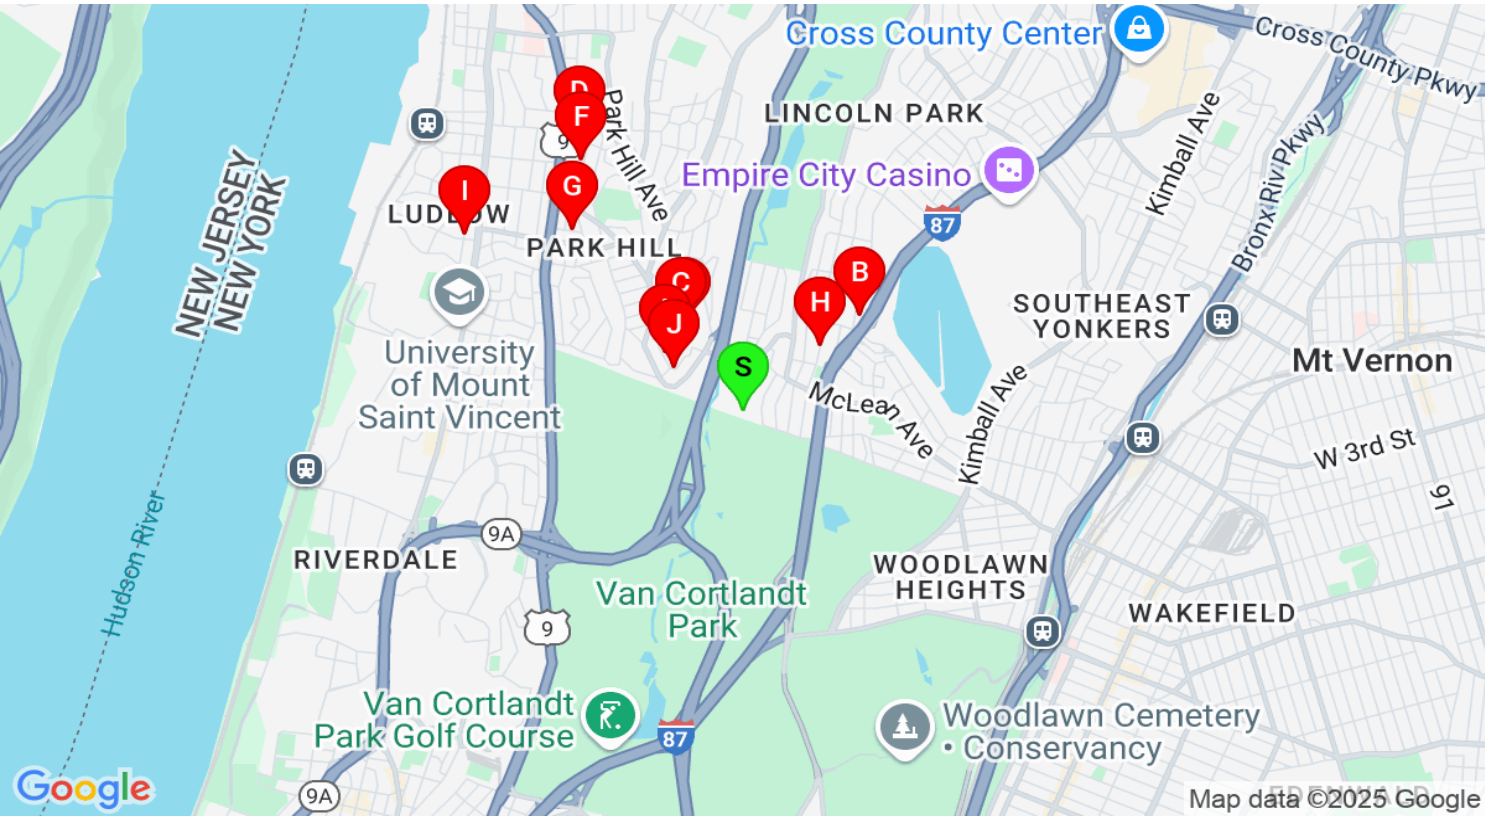 Cross County Center
Cross County Pkwy
D
F
9
Park Hill Ave
LINCOLN PARK
Kimball Ave
Bronx Riv Pkwy
Empire City Casino
NEW JERSEY
NEW YORK
I
G
LUDLOW
87
PARK HILL
C
B
H
J
S
SOUTHEAST
YONKERS
University
of Mount
Saint Vincent
Mt Vernon
McLean Ave
Kimball Ave
W 3rd St
91
Hudson River
9A
RIVERDALE
WOODLAWN
HEIGHTS
Van Cortlandt
Park
WAKEFIELD
9
Van Cortlandt
Park Golf Course
87
Woodlawn Cemetery
• Conservancy
Google
9A
Map data ©2025 Google